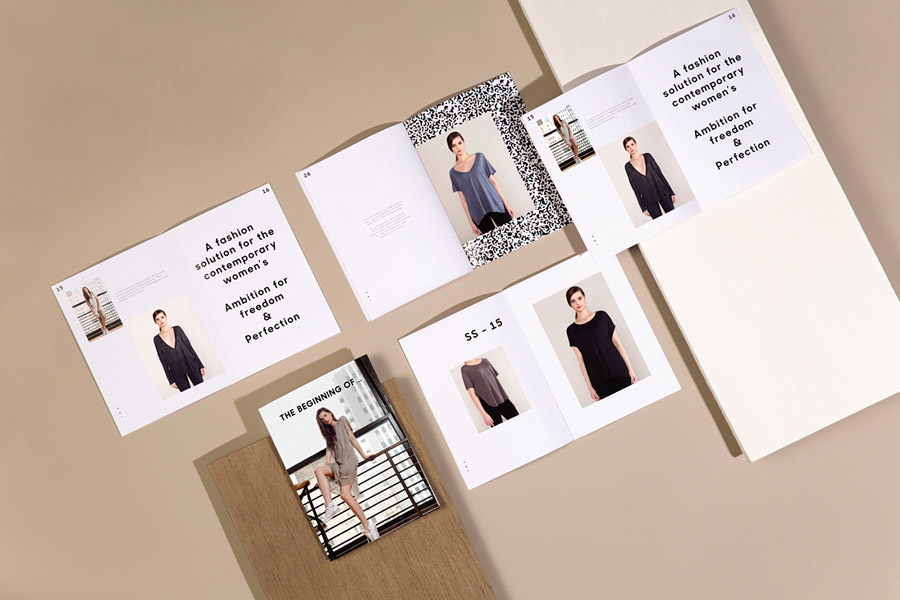 15
16
A fashion
solution for the
contemporary
women's
Ambition for
freedom
&
Perfection
26
15
16
A fashion
solution for the
contemporary
women's
Ambition for
freedom
&
Perfection
SS – 15
THE BEGINNING OF...